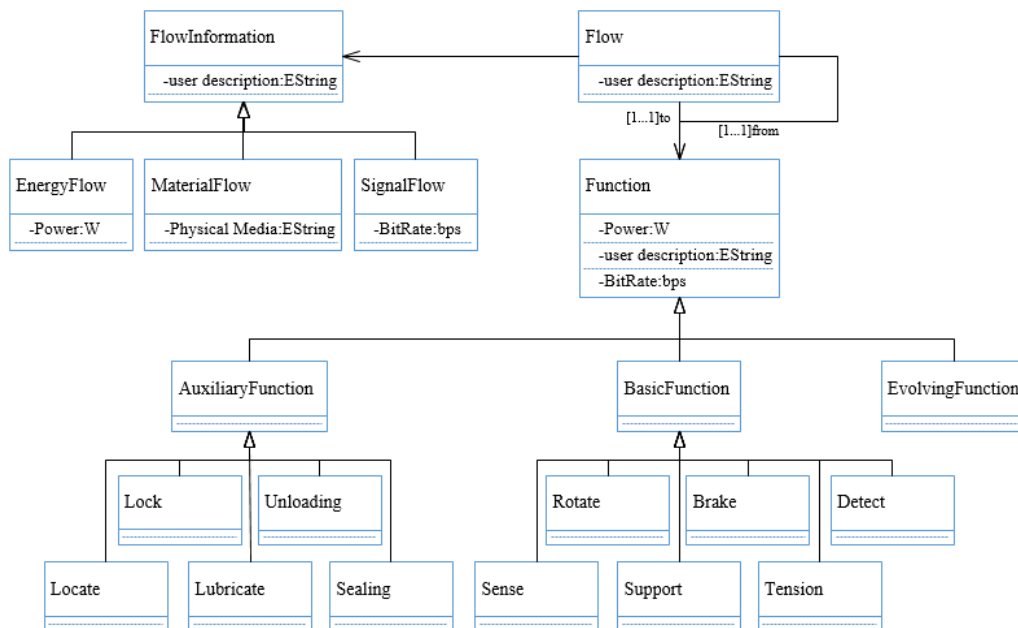 FlowInformation
-user description:EString
Flow
-user description:EString
[1...1]to
[1...1]from
EnergyFlow
-Power:W
MaterialFlow
-Physical Media:EString
SignalFlow
-BitRate:bps
Function
-Power:W
-user description:EString
-BitRate:bps
AuxiliaryFunction
BasicFunction
EvolvingFunction
Lock
Unloading
Rotate
Brake
Detect
Locate
Lubricate
Sealing
Sense
Support
Tension